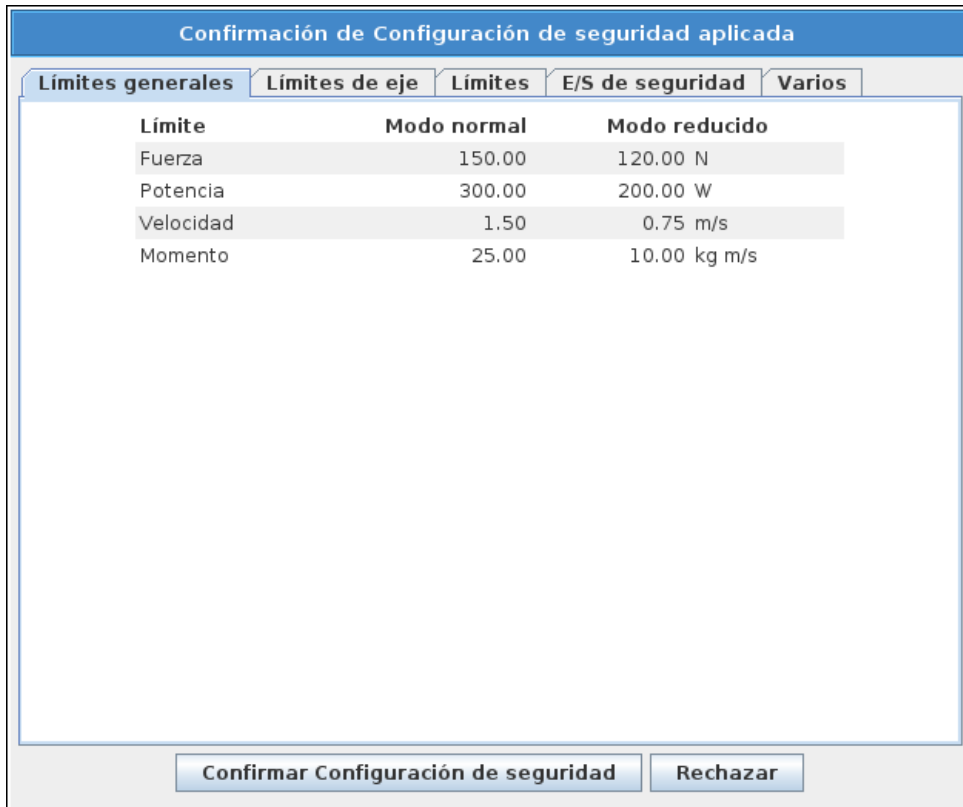 Confirmación de Configuración de seguridad aplicada
Límites generales Límites de eje Límites E/S de seguridad Varios
Límite Modo normal Modo reducido
Fuerza 150.00 120.00 N
Potencia 300.00 200.00 W
Velocidad 1.50 0.75 m/s
Momento 25.00 10.00 kg m/s
Confirmar Configuración de seguridad Rechazar